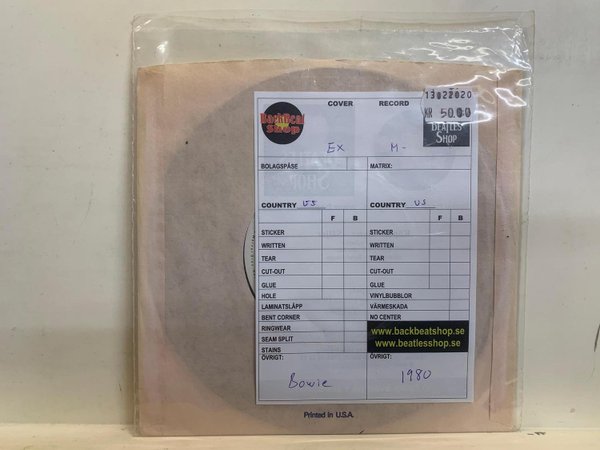 13022020
KR 50.00
COVER RECORD
BackBeat Shop BEATLES SHOP
EX M-
BOLAGSPÅSE MATRIX:
COUNTRY US COUNTRY US
F B F B
STICKER STICKER
WRITTEN WRITTEN
TEAR TEAR
CUT-OUT CUT-OUT
GLUE GLUE
HOLE VINYLBUBBLOR
LAMINATSLÄPP VÄRMESKADA
BENT CORNER NO CENTER
RINGWEAR
SEAM SPLIT
STAINS
www.backbeatshop.se
www.beatlesshop.se
ÖVRIGT: ÖVRIGT:
Bowie 1980
Printed in U.S.A.